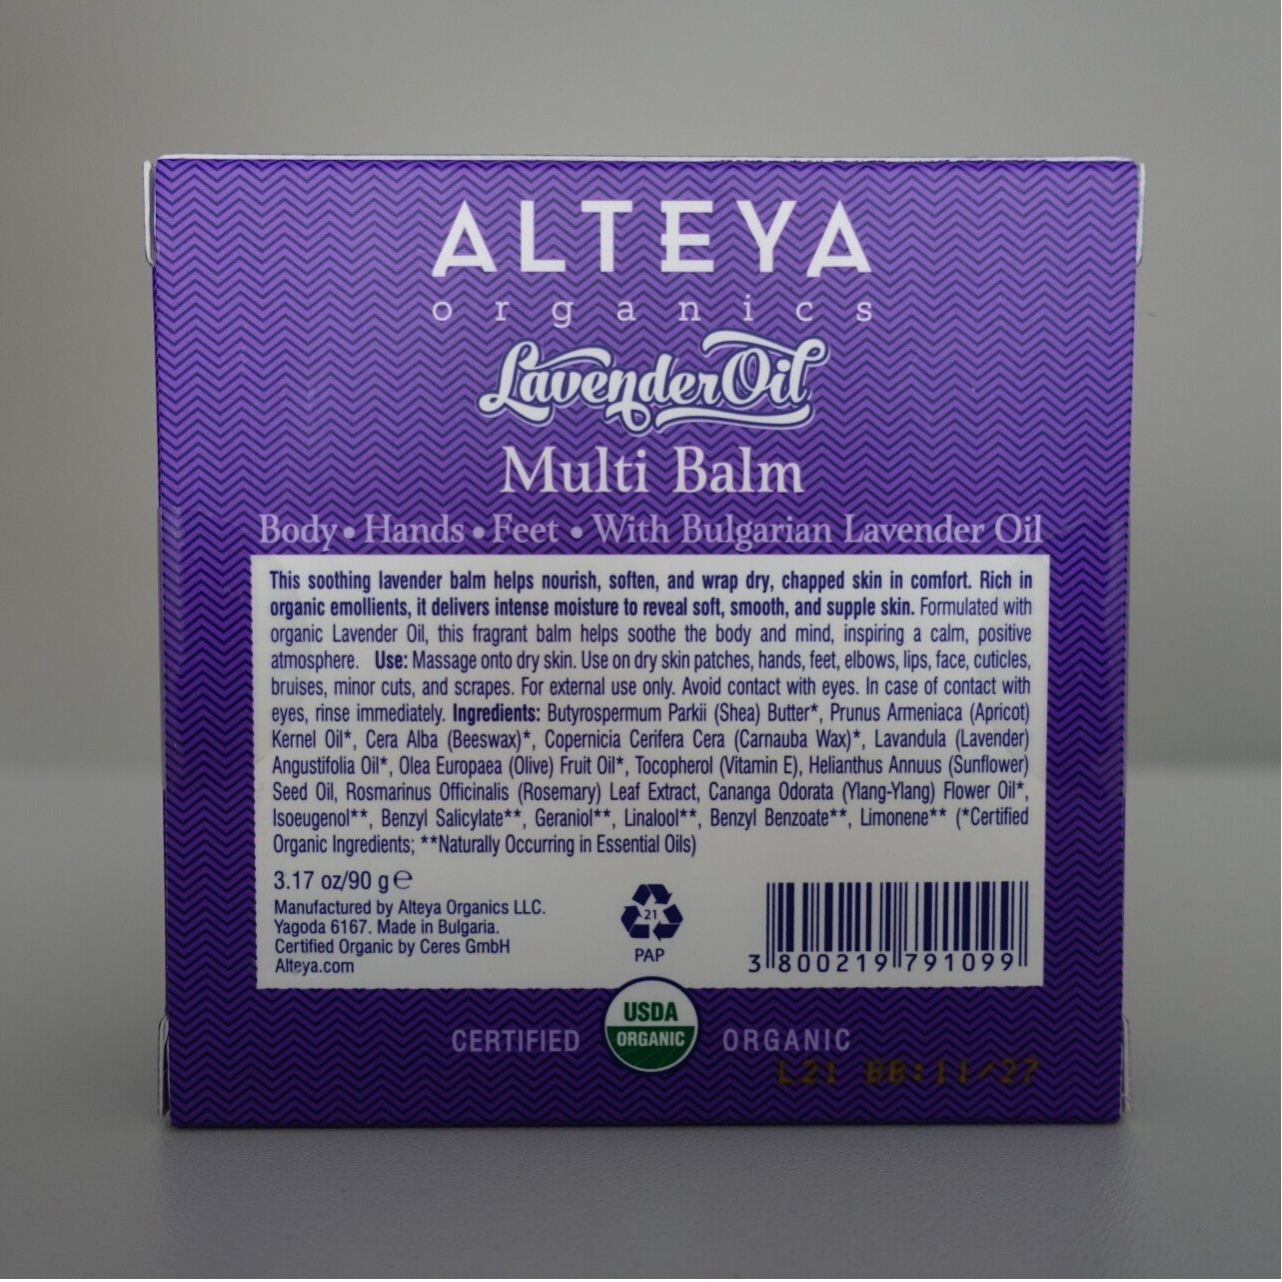 ALTEYA
organics
Lavender Oil
Multi Balm
Body • Hands • Feet • With Bulgarian Lavender Oil
This soothing lavender balm helps nourish, soften, and wrap dry, chapped skin in comfort. Rich in
organic emollients, it delivers intense moisture to reveal soft, smooth, and supple skin. Formulated with
organic Lavender Oil, this fragrant balm helps soothe the body and mind, inspiring a calm, positive
atmosphere. Use: Massage onto dry skin. Use on dry skin patches, hands, feet, elbows, lips, face, cuticles,
bruises, minor cuts, and scrapes. For external use only. Avoid contact with eyes. In case of contact with
eyes, rinse immediately. Ingredients: Butyrospermum Parkii (Shea) Butter*, Prunus Armeniaca (Apricot)
Kernel Oil*, Cera Alba (Beeswax)*, Copernicia Cerifera Cera (Carnauba Wax)*, Lavandula (Lavender)
Angustifolia Oil*, Olea Europaea (Olive) Fruit Oil*, Tocopherol (Vitamin E), Helianthus Annuus (Sunflower)
Seed Oil, Rosmarinus Officinalis (Rosemary) Leaf Extract, Cananga Odorata (Ylang-Ylang) Flower Oil*,
Isoeugenol**, Benzyl Salicylate**, Geraniol**, Linalool**, Benzyl Benzoate**, Limonene** (*Certified
Organic Ingredients; **Naturally Occurring in Essential Oils)
3.17 oz/90 g ℮
Manufactured by Alteya Organics LLC.
Yagoda 6167. Made in Bulgaria.
Certified Organic by Ceres GmbH
Alteya.com
21
PAP
3 800219 791099
CERTIFIED USDA ORGANIC ORGANIC
L21 BB:11/27